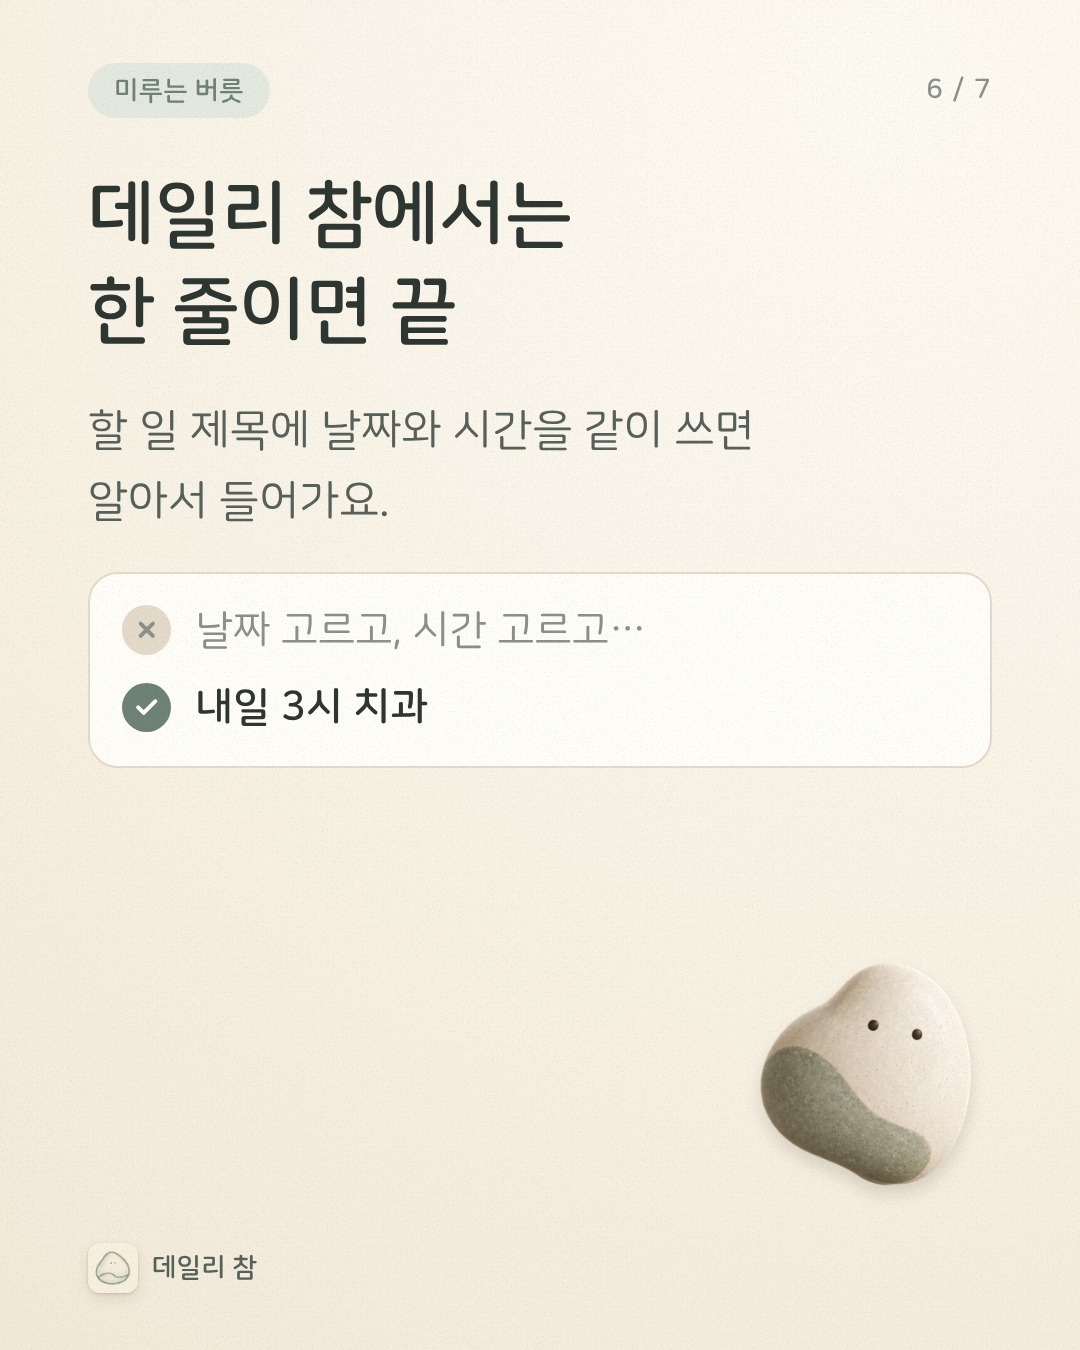 미루는 버릇
6 / 7
데일리 참에서는
한 줄이면 끝
할 일 제목에 날짜와 시간을 같이 쓰면
알아서 들어가요.
날짜 고르고, 시간 고르고…
내일 3시 치과
데일리 참